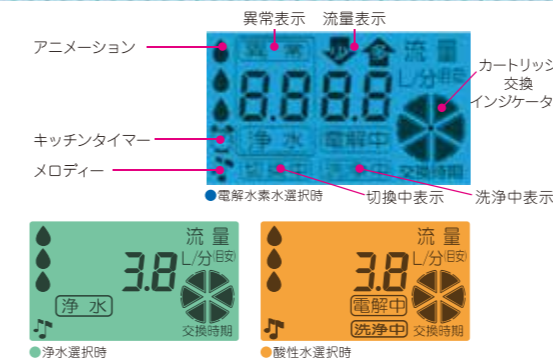 異常表示 流量表示
アニメーション
異常 小 多 流量
L/分目安
カートリッジ
交換
インジケータ
8.8 8.8
キッチンタイマー
浄水 電解中
メロディー
切換中 洗浄中 交換時期
●電解水素水選択時
切換中表示 洗浄中表示
流量
3.8 L/分(目安)
浄水
交換時期
●浄水選択時
流量
3.8 L/分(目安)
電解中
洗浄中 交換時期
●酸性水選択時